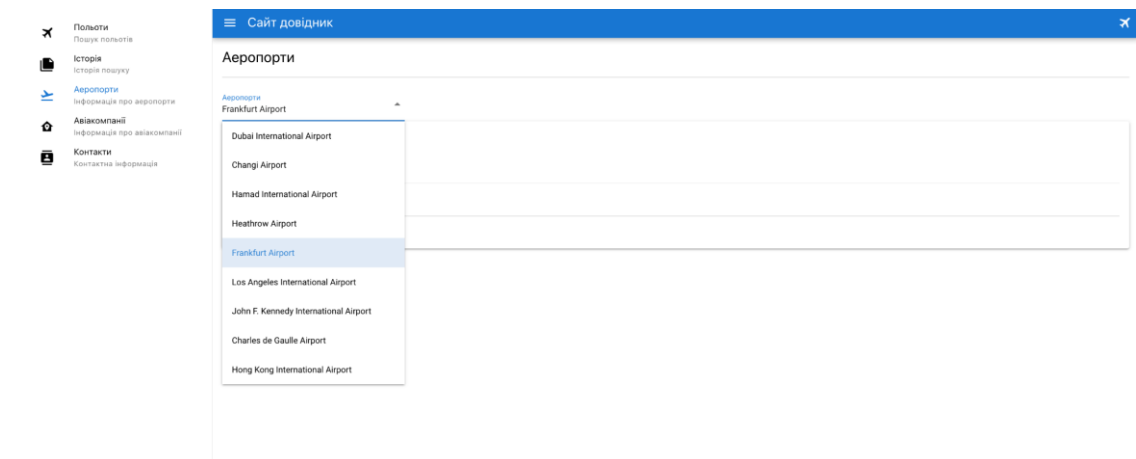 Польоти
Пошук польотів
Історія
Історія пошуку
Аеропорти
Інформація про аеропорти
Авіакомпанії
Інформація про авіакомпанії
Контакти
Контактна інформація
Сайт довідник
Аеропорти
Аеропорти
Frankfurt Airport
Dubai International Airport
Changi Airport
Hamad International Airport
Heathrow Airport
Frankfurt Airport
Los Angeles International Airport
John F. Kennedy International Airport
Charles de Gaulle Airport
Hong Kong International Airport